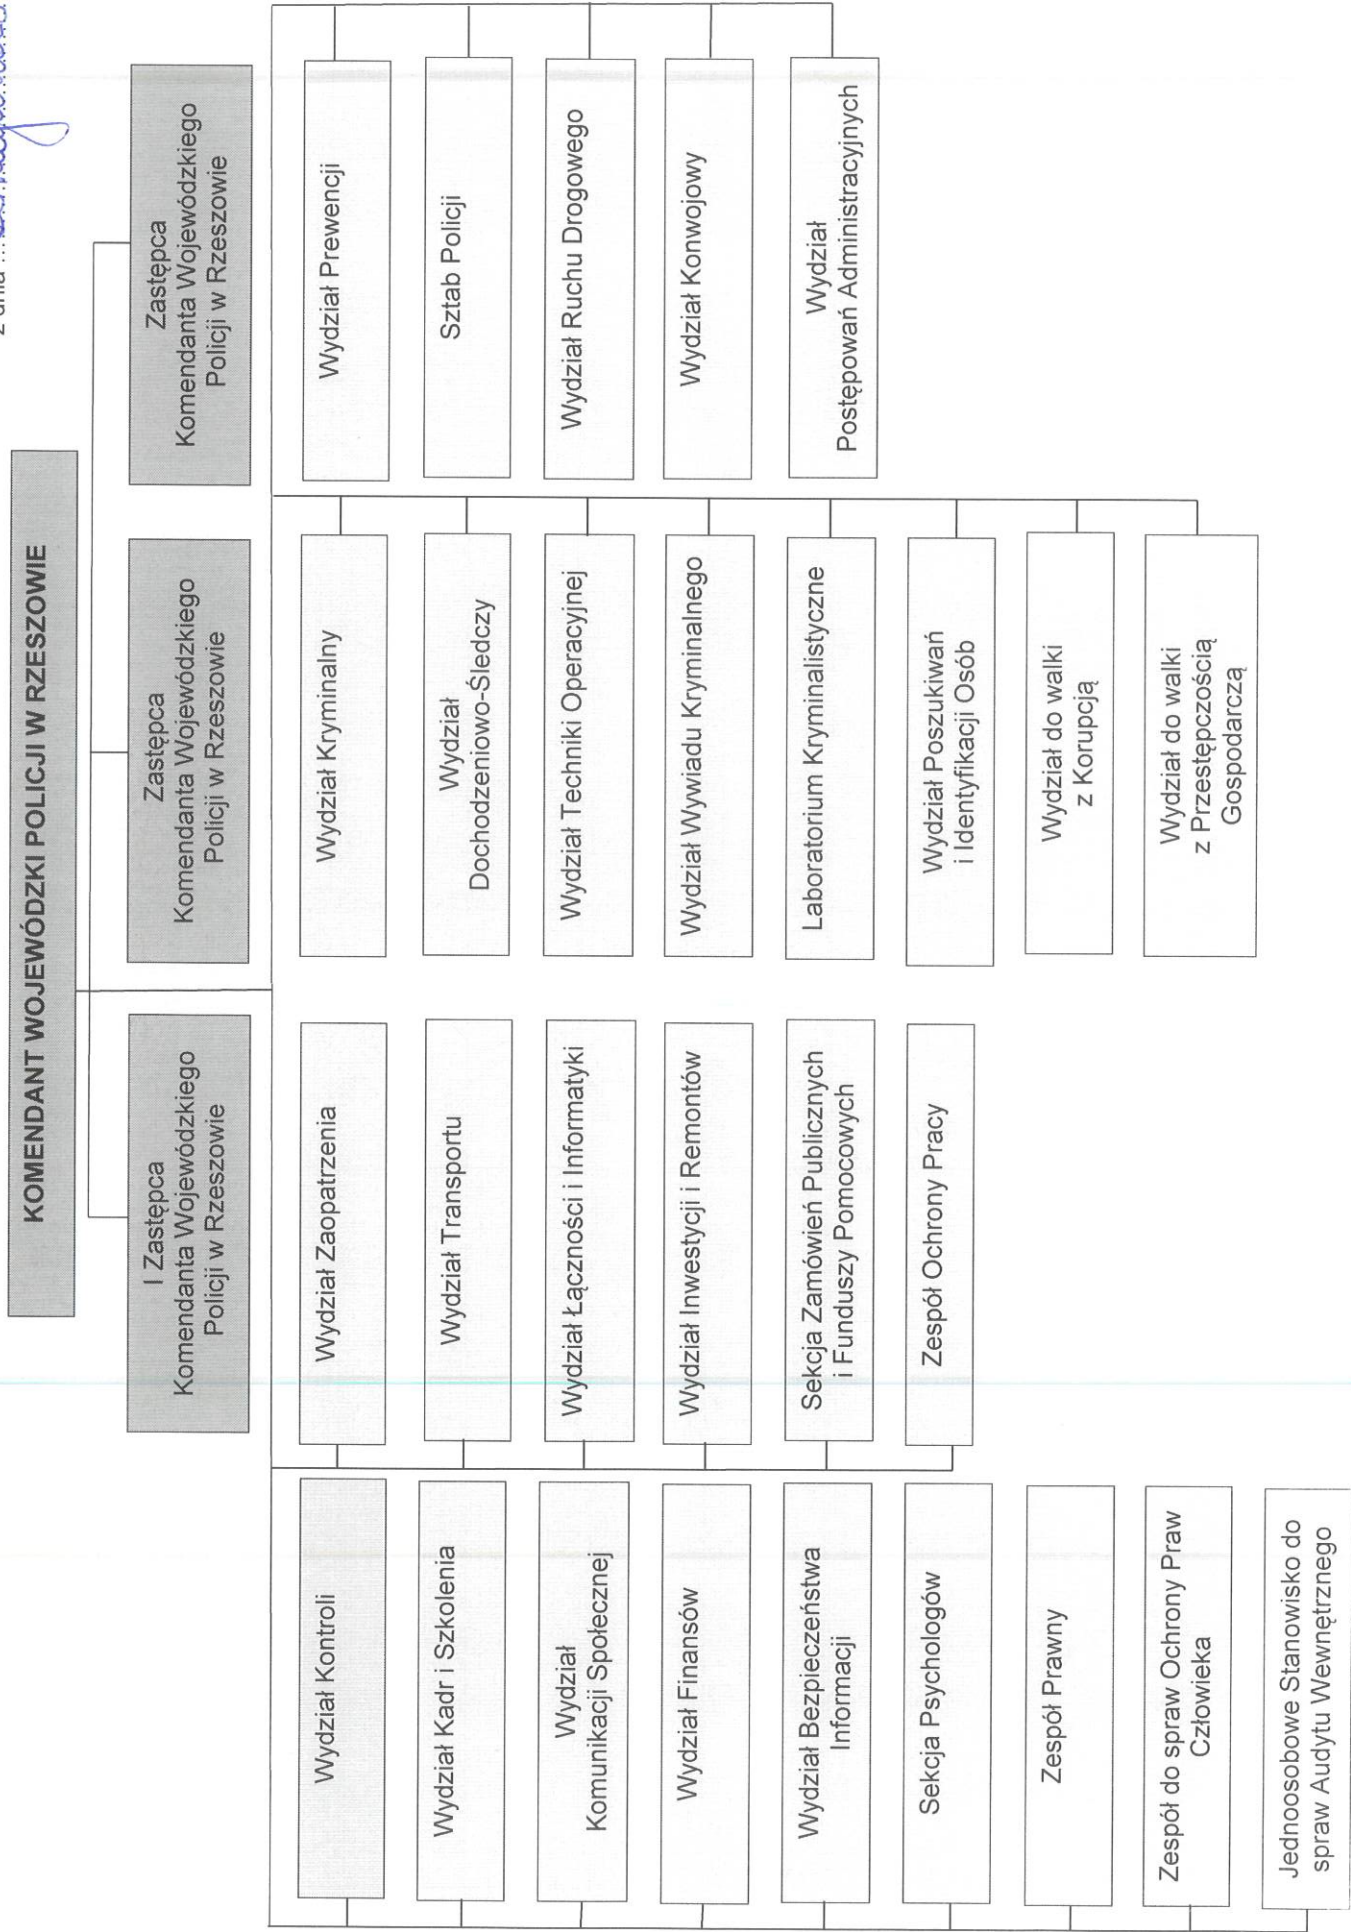 z dnia
KOMENDANT WOJEWÓDZKI POLICJI W RZESZOWIE
I Zastępca
Komendanta Wojewódzkiego
Policji w Rzeszowie
Zastępca
Komendanta Wojewódzkiego
Policji w Rzeszowie
Zastępca
Komendanta Wojewódzkiego
Policji w Rzeszowie
Wydział Kontroli
Wydział Kadr i Szkolenia
Wydział
Komunikacji Społecznej
Wydział Finansów
Wydział Bezpieczeństwa
Informacji
Sekcja Psychologów
Zespół Prawny
Zespół do spraw Ochrony Praw
Człowieka
Jednoosobowe Stanowisko do
spraw Audytu Wewnętrznego
Wydział Zaopatrzenia
Wydział Transportu
Wydział Łączności i Informatyki
Wydział Inwestycji i Remontów
Sekcja Zamówień Publicznych
i Funduszy Pomocowych
Zespół Ochrony Pracy
Wydział Kryminalny
Wydział
Dochodzeniowo-Śledczy
Wydział Techniki Operacyjnej
Wydział Wywiadu Kryminalnego
Laboratorium Kryminalistyczne
Wydział Poszukiwań
i Identyfikacji Osób
Wydział do walki
z Korupcją
Wydział do walki
z Przestępczością
Gospodarczą
Wydział Prewencji
Sztab Policji
Wydział Ruchu Drogowego
Wydział Konwojowy
Wydział
Postępowań Administracyjnych